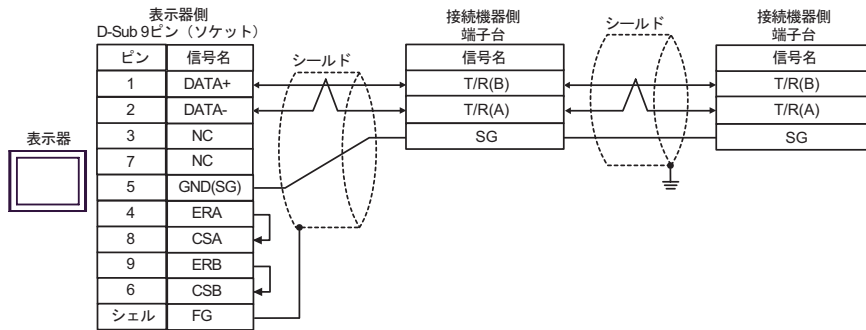 表示器側
D-Sub 9ピン（ソケット）
ピン 信号名
1 DATA+
2 DATA-
3 NC
7 NC
5 GND(SG)
4 ERA
8 CSA
9 ERB
6 CSB
シェル FG
表示器
シールド
接続機器側
端子台
信号名
T/R(B)
T/R(A)
SG
シールド
接続機器側
端子台
信号名
T/R(B)
T/R(A)
SG